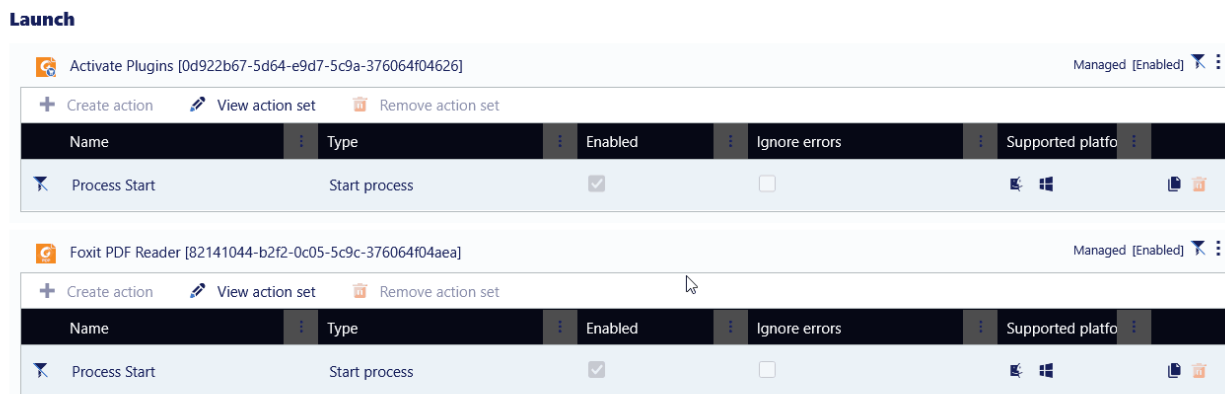 Launch
Activate Plugins [0d922b67-5d64-e9d7-5c9a-376064f04626] Managed [Enabled]
Create action View action set Remove action set
Name Type Enabled Ignore errors Supported platfo
Process Start Start process
Foxit PDF Reader [82141044-b2f2-0c05-5c9c-376064f04aea] Managed [Enabled]
Create action View action set Remove action set
Name Type Enabled Ignore errors Supported platfo
Process Start Start process